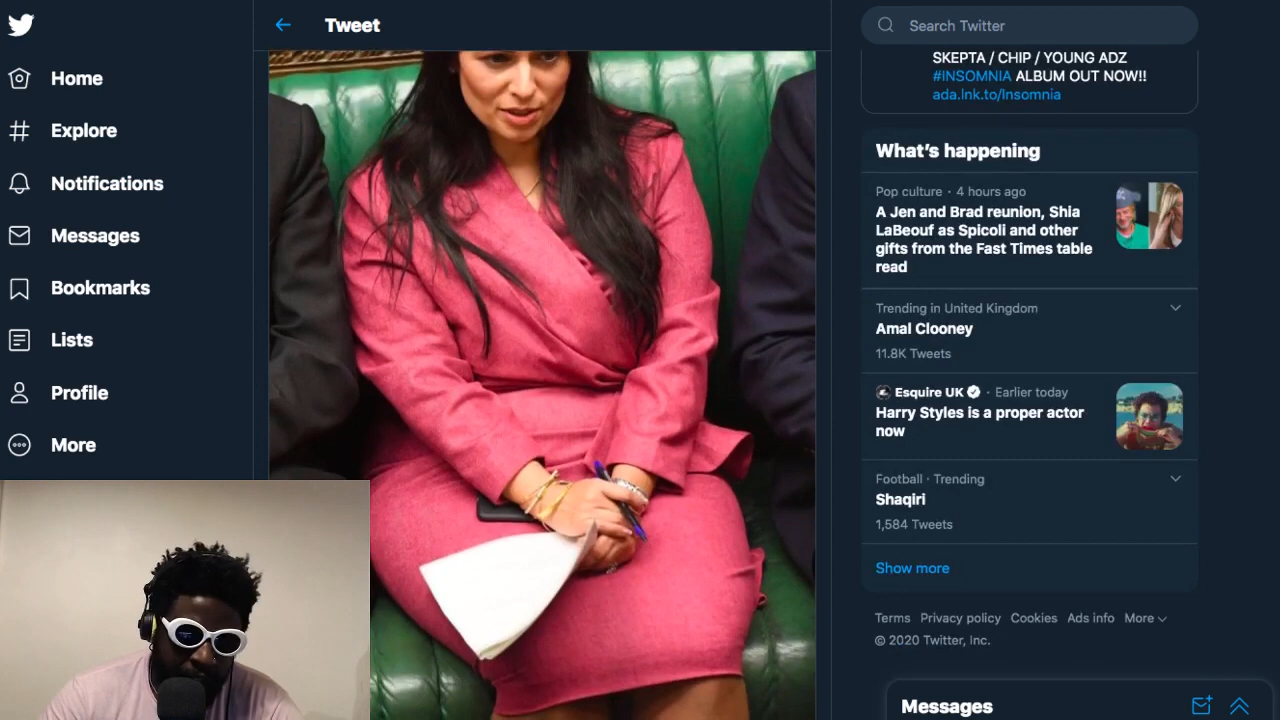 Home
Explore
Notifications
Messages
Bookmarks
Lists
Profile
More
Tweet
Search Twitter
SKEPTA / CHIP / YOUNG ADZ
#INSOMNIA ALBUM OUT NOW!!
ada.lnk.to/Insomnia
What's happening
Pop culture · 4 hours ago
A Jen and Brad reunion, Shia
LaBeouf as Spicoli and other
gifts from the Fast Times table
read
Trending in United Kingdom
Amal Clooney
11.8K Tweets
Esquire UK · Earlier today
Harry Styles is a proper actor
now
Football · Trending
Shaqiri
1,584 Tweets
Show more
Terms Privacy policy Cookies Ads info More
© 2020 Twitter, Inc.
Messages